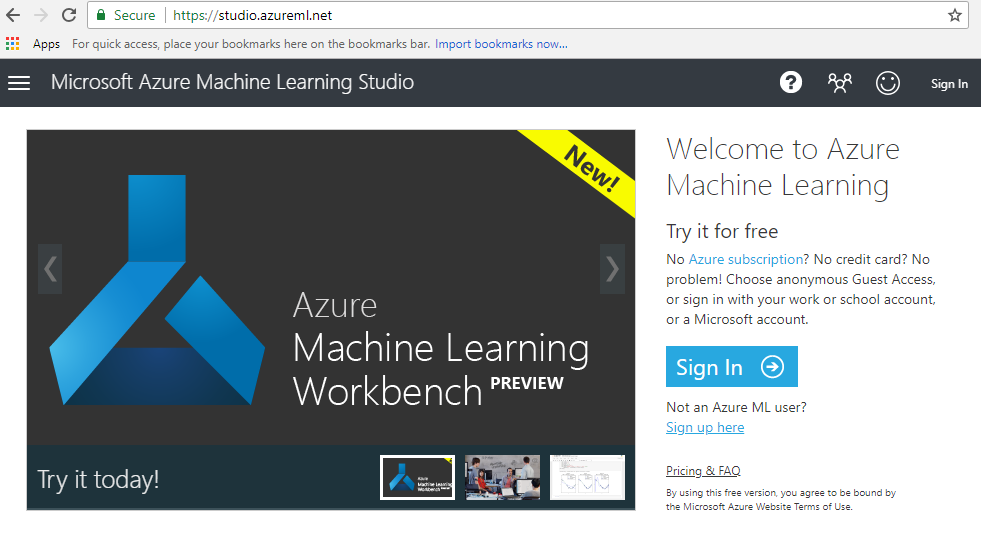 Secure https://studio.azureml.net
Apps For quick access, place your bookmarks here on the bookmarks bar. Import bookmarks now...
Microsoft Azure Machine Learning Studio
? Sign In
New!
Azure
Machine Learning
Workbench PREVIEW
Try it today!
Azure
Machine Learning
Workbench
Welcome to Azure
Machine Learning
Try it for free
No Azure subscription? No credit card? No
problem! Choose anonymous Guest Access,
or sign in with your work or school account,
or a Microsoft account.
Sign In
Not an Azure ML user?
Sign up here
Pricing & FAQ
By using this free version, you agree to be bound by
the Microsoft Azure Website Terms of Use.